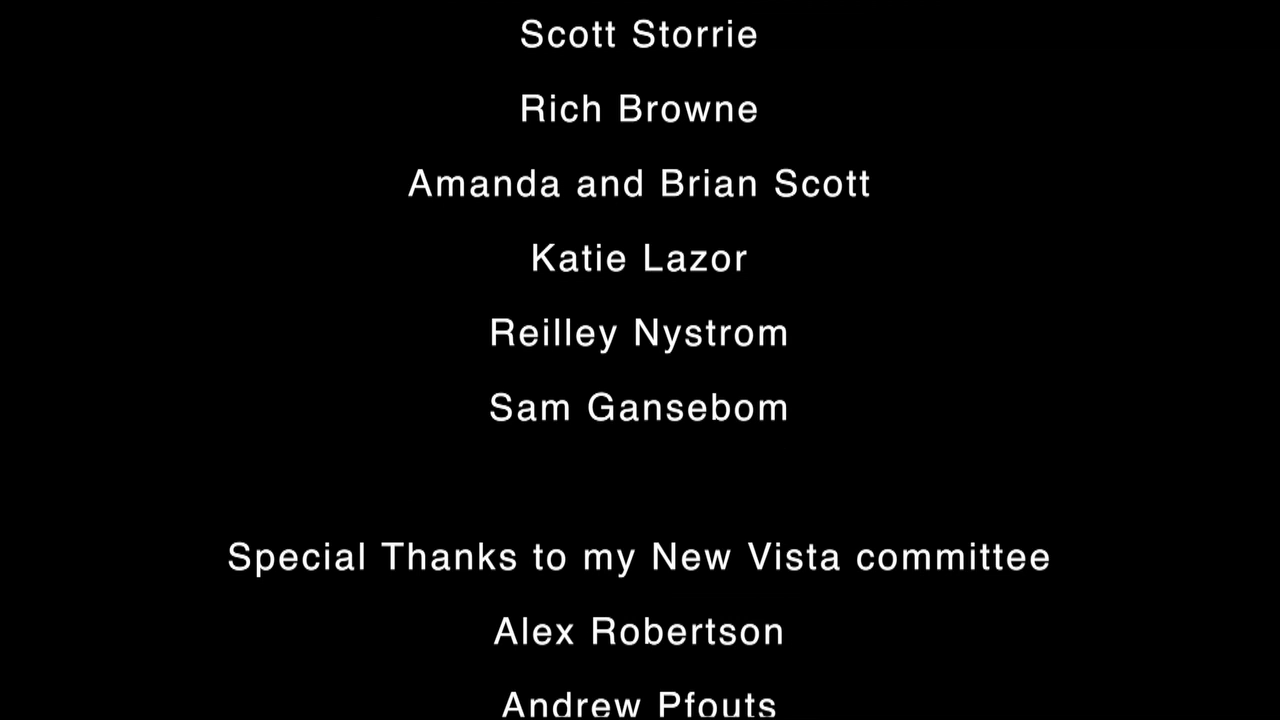 Scott Storrie
Rich Browne
Amanda and Brian Scott
Katie Lazor
Reilley Nystrom
Sam Gansebom
Special Thanks to my New Vista committee
Alex Robertson
Andrew Pfouts